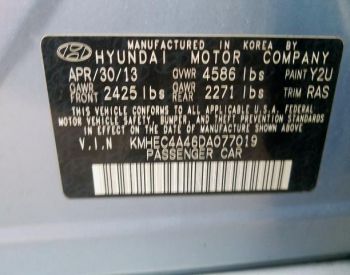 MANUFACTURED IN KOREA BY
HYUNDAI MOTOR COMPANY
APR/30/13 GVWR 4586 lbs PAINT Y2U
GAWR FRONT 2425 lbs GAWR REAR 2271 lbs TRIM RAS
THIS VEHICLE CONFORMS TO ALL APPLICABLE U.S. FEDERAL
MOTOR VEHICLE SAFETY, BUMPER, AND THEFT PREVENTION STANDARDS
IN EFFECT ON THE DATE OF MANUFACTURE SHOWN ABOVE.
V.I.N KMHEC4A46DA077019
PASSENGER CAR